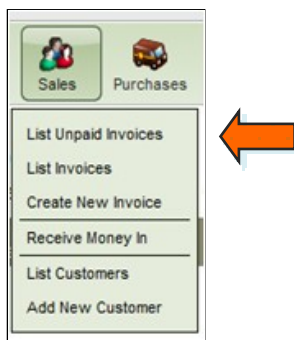 Sales Purchases
List Unpaid Invoices
List Invoices
Create New Invoice
Receive Money In
List Customers
Add New Customer